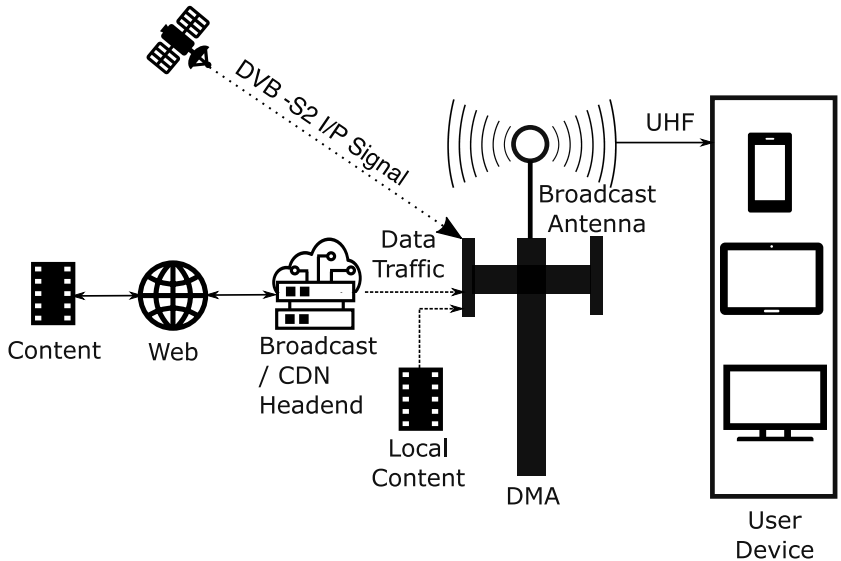 DVB -S2 I/P Signal
UHF
Broadcast
Antenna
Data
Traffic
Content
Web
Broadcast
/ CDN
Headend
Local
Content
DMA
User
Device